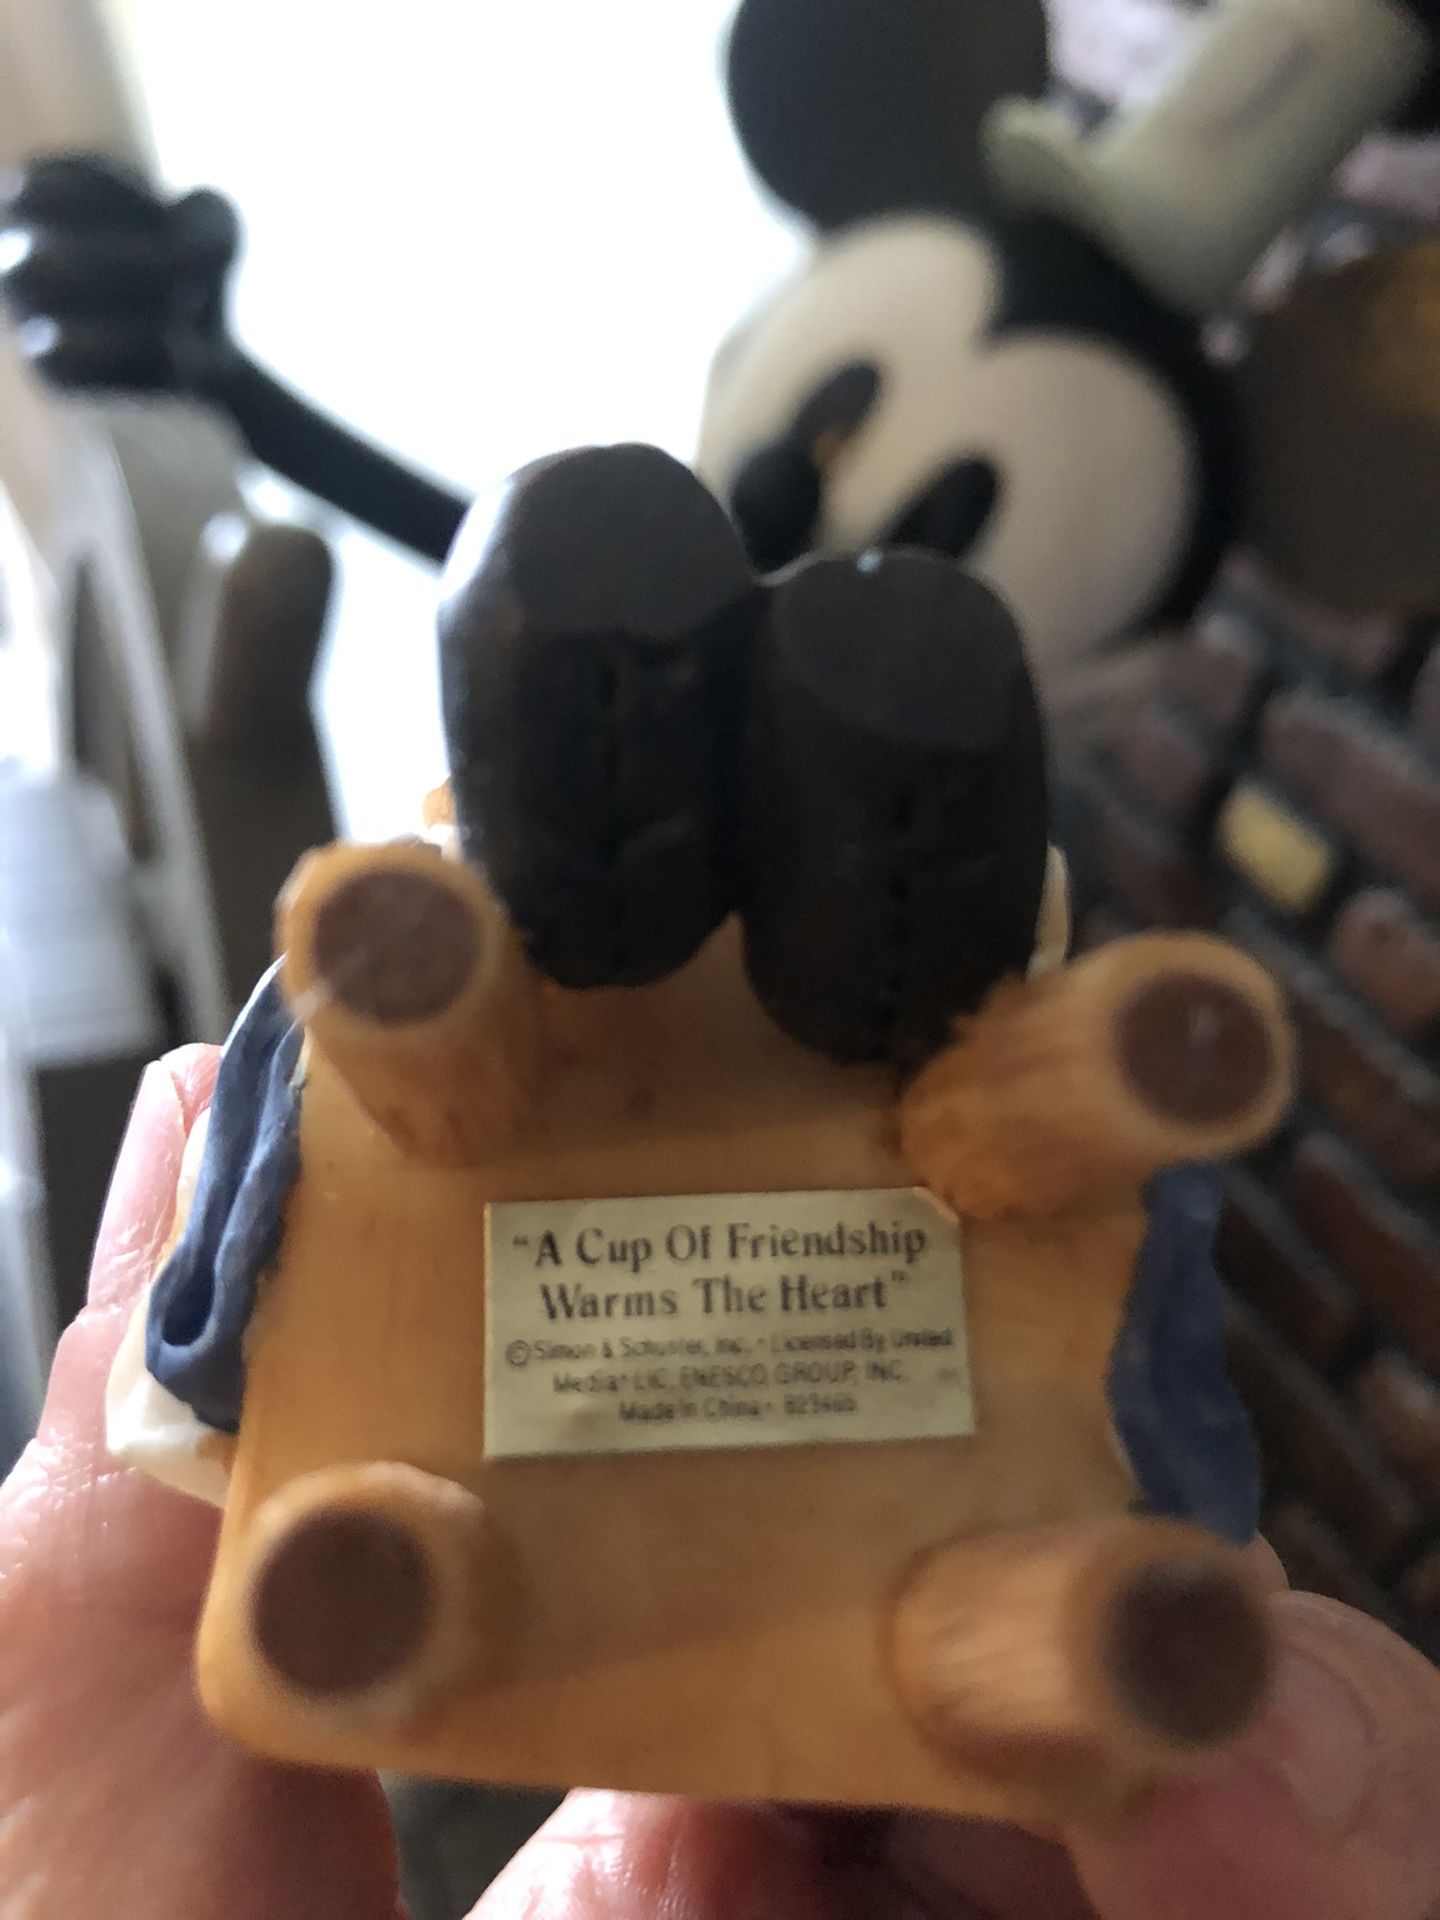 “A Cup Of Friendship
Warms The Heart”
©Simon & Schuster, Inc. • Licensed By United
Media* LIC. ENESCO GROUP, INC.
Made In China •